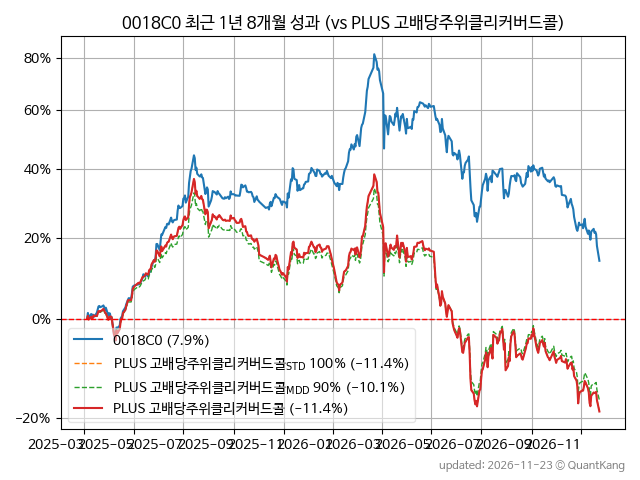 0018C0 최근 1년 8개월 성과 (vs PLUS 고배당주위클리커버드콜)
80%
60%
40%
20%
0%
−20%
0018C0 (7.9%)
PLUS 고배당주위클리커버드콜STD 100% (−11.4%)
PLUS 고배당주위클리커버드콜MDD 90% (−10.1%)
PLUS 고배당주위클리커버드콜 (−11.4%)
2025-03 2025-05 2025-07 2025-09 2025-11 2026-01 2026-03 2026-05 2026-07 2026-09 2026-11
updated: 2026-11-23 © QuantKang